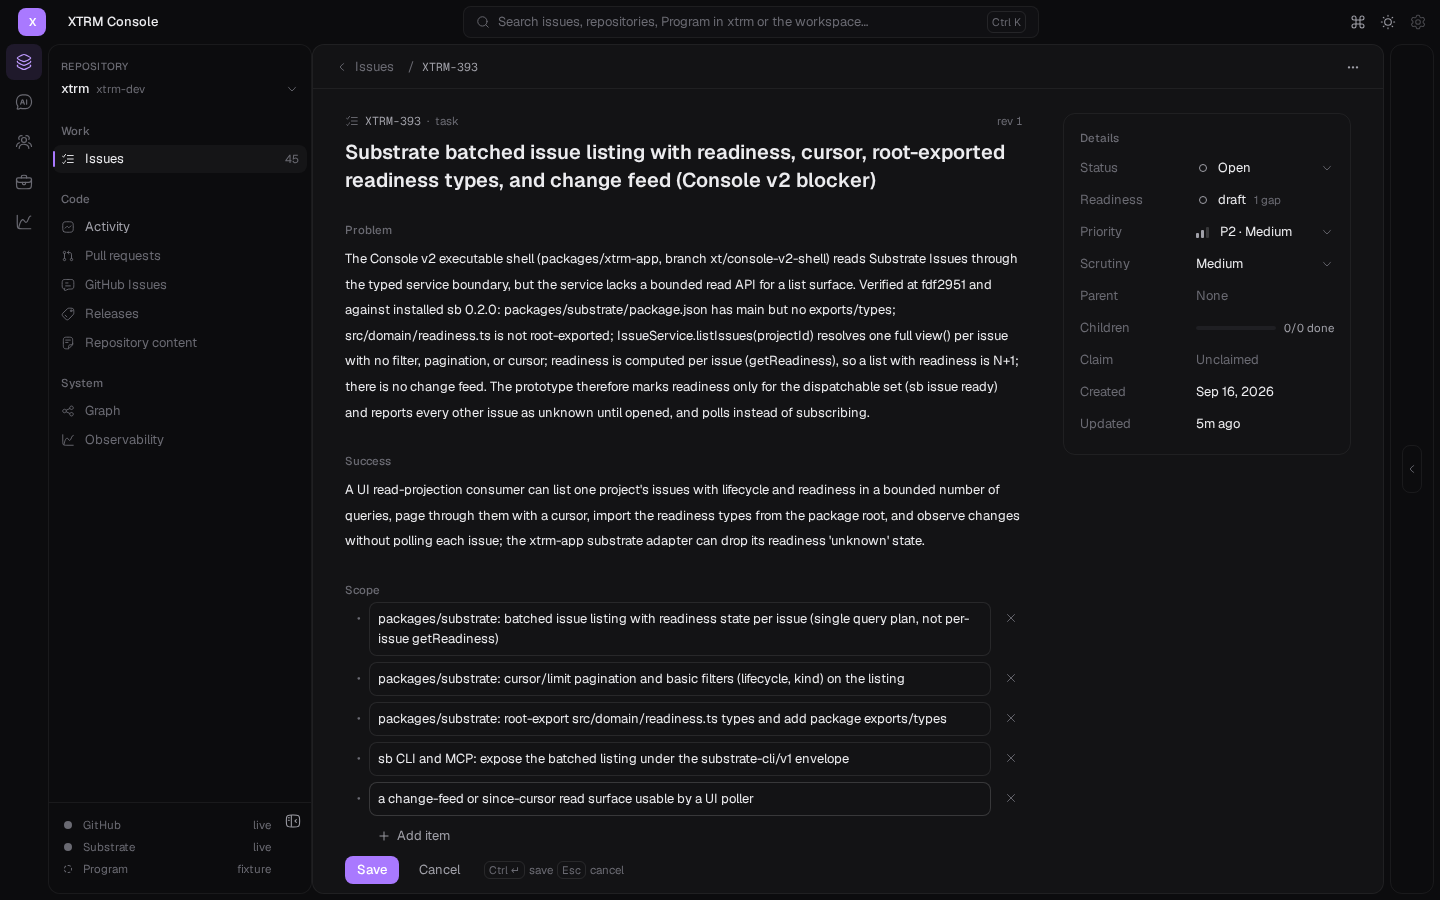 X
XTRM Console
Search issues, repositories, Program in xtrm or the workspace...
Ctrl K
REPOSITORY
xtrm xtrm-dev
Work
Issues 45
Code
Activity
Pull requests
GitHub Issues
Releases
Repository content
System
Graph
Observability
GitHub live
Substrate live
Program fixture
Issues / XTRM-393
XTRM-393 · task
rev 1
Substrate batched issue listing with readiness, cursor, root-exported
readiness types, and change feed (Console v2 blocker)
Problem
The Console v2 executable shell (packages/xtrm-app, branch xt/console-v2-shell) reads Substrate Issues through
the typed service boundary, but the service lacks a bounded read API for a list surface. Verified at fdf2951 and
against installed sb 0.2.0: packages/substrate/package.json has main but no exports/types;
src/domain/readiness.ts is not root-exported; IssueService.listIssues(projectId) resolves one full view() per issue
with no filter, pagination, or cursor; readiness is computed per issue (getReadiness), so a list with readiness is N+1;
there is no change feed. The prototype therefore marks readiness only for the dispatchable set (sb issue ready)
and reports every other issue as unknown until opened, and polls instead of subscribing.
Success
A UI read-projection consumer can list one project's issues with lifecycle and readiness in a bounded number of
queries, page through them with a cursor, import the readiness types from the package root, and observe changes
without polling each issue; the xtrm-app substrate adapter can drop its readiness 'unknown' state.
Scope
packages/substrate: batched issue listing with readiness state per issue (single query plan, not per-
issue getReadiness)
packages/substrate: cursor/limit pagination and basic filters (lifecycle, kind) on the listing
packages/substrate: root-export src/domain/readiness.ts types and add package exports/types
sb CLI and MCP: expose the batched listing under the substrate-cli/v1 envelope
a change-feed or since-cursor read surface usable by a UI poller
+ Add item
Save Cancel Ctrl ↵ save Esc cancel
Details
Status Open
Readiness draft 1 gap
Priority P2 · Medium
Scrutiny Medium
Parent None
Children 0/0 done
Claim Unclaimed
Created Sep 16, 2026
Updated 5m ago